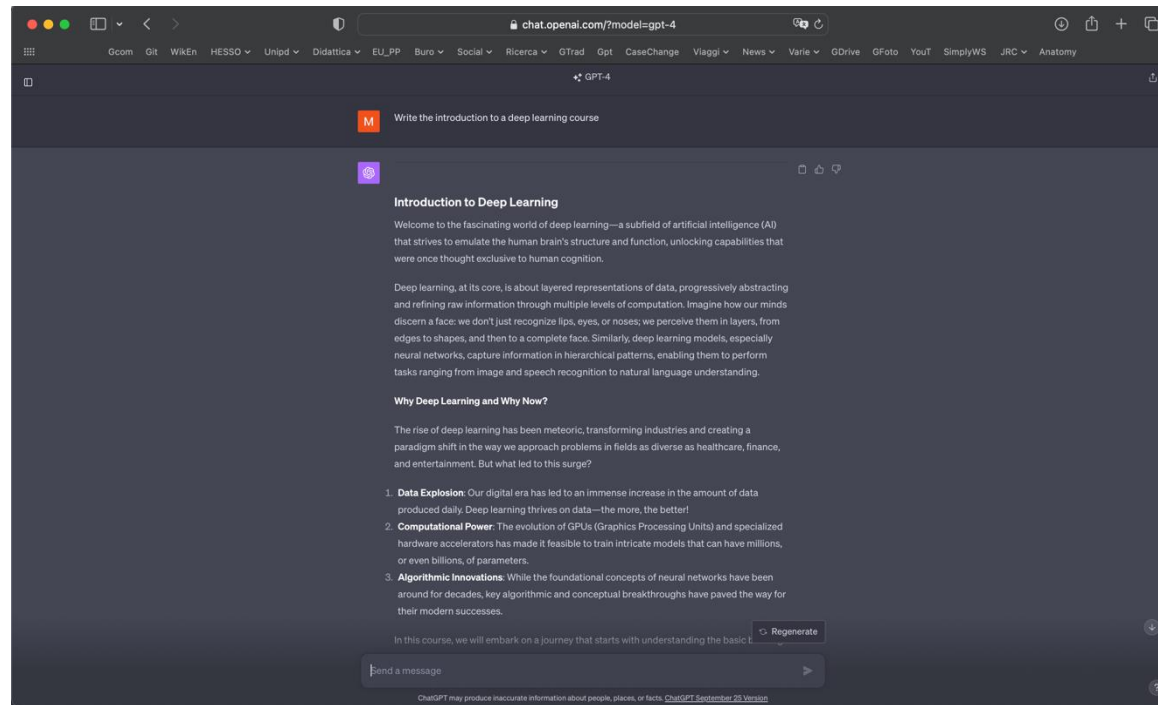 chat.openai.com/?model=gpt-4
Gcom Git WikEn HESSO Unipd Didattica EU_PP Buro Social Ricerca GTrad Gpt CaseChange Viaggi News Varie GDrive GFoto YouT SimplyWS JRC Anatomy
GPT-4
M
Write the introduction to a deep learning course
Introduction to Deep Learning
Welcome to the fascinating world of deep learning—a subfield of artificial intelligence (AI)
that strives to emulate the human brain's structure and function, unlocking capabilities that
were once thought exclusive to human cognition.
Deep learning, at its core, is about layered representations of data, progressively abstracting
and refining raw information through multiple levels of computation. Imagine how our minds
discern a face: we don't just recognize lips, eyes, or noses; we perceive them in layers, from
edges to shapes, and then to a complete face. Similarly, deep learning models, especially
neural networks, capture information in hierarchical patterns, enabling them to perform
tasks ranging from image and speech recognition to natural language understanding.
Why Deep Learning and Why Now?
The rise of deep learning has been meteoric, transforming industries and creating a
paradigm shift in the way we approach problems in fields as diverse as healthcare, finance,
and entertainment. But what led to this surge?
1. Data Explosion: Our digital era has led to an immense increase in the amount of data
produced daily. Deep learning thrives on data—the more, the better!
2. Computational Power: The evolution of GPUs (Graphics Processing Units) and specialized
hardware accelerators has made it feasible to train intricate models that can have millions,
or even billions, of parameters.
3. Algorithmic Innovations: While the foundational concepts of neural networks have been
around for decades, key algorithmic and conceptual breakthroughs have paved the way for
their modern successes.
Regenerate
In this course, we will embark on a journey that starts with understanding the basic
Send a message
ChatGPT may produce inaccurate information about people, places, or facts. ChatGPT September 25 Version